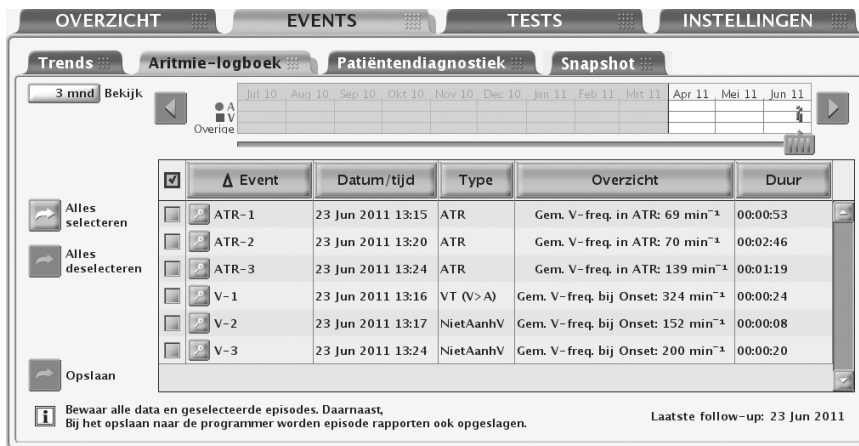 OVERZICHT EVENTS TESTS INSTELLINGEN
Trends Aritmie-logboek Patiëntendiagnostiek Snapshot
3 mnd Bekijk
Jul 10 Aug 10 Sep 10 Okt 10 Nov 10 Dec 10 Jan 11 Feb 11 Mrt 11 Apr 11 Mei 11 Jun 11
A
V
Overige
Δ Event Datum/tijd Type Overzicht Duur
Alles selecteren
Alles deselecteren
ATR-1 23 Jun 2011 13:15 ATR Gem. V-freq. in ATR: 69 min⁻¹ 00:00:53
ATR-2 23 Jun 2011 13:20 ATR Gem. V-freq. in ATR: 70 min⁻¹ 00:02:46
ATR-3 23 Jun 2011 13:24 ATR Gem. V-freq. in ATR: 139 min⁻¹ 00:01:19
V-1 23 Jun 2011 13:16 VT (V>A) Gem. V-freq. bij Onset: 324 min⁻¹ 00:00:24
V-2 23 Jun 2011 13:17 NietAanhV Gem. V-freq. bij Onset: 152 min⁻¹ 00:00:08
V-3 23 Jun 2011 13:24 NietAanhV Gem. V-freq. bij Onset: 200 min⁻¹ 00:00:20
Opslaan
i
Bewaar alle data en geselecteerde episodes. Daarnaast,
Bij het opslaan naar de programmer worden episode rapporten ook opgeslagen.
Laatste follow-up: 23 Jun 2011